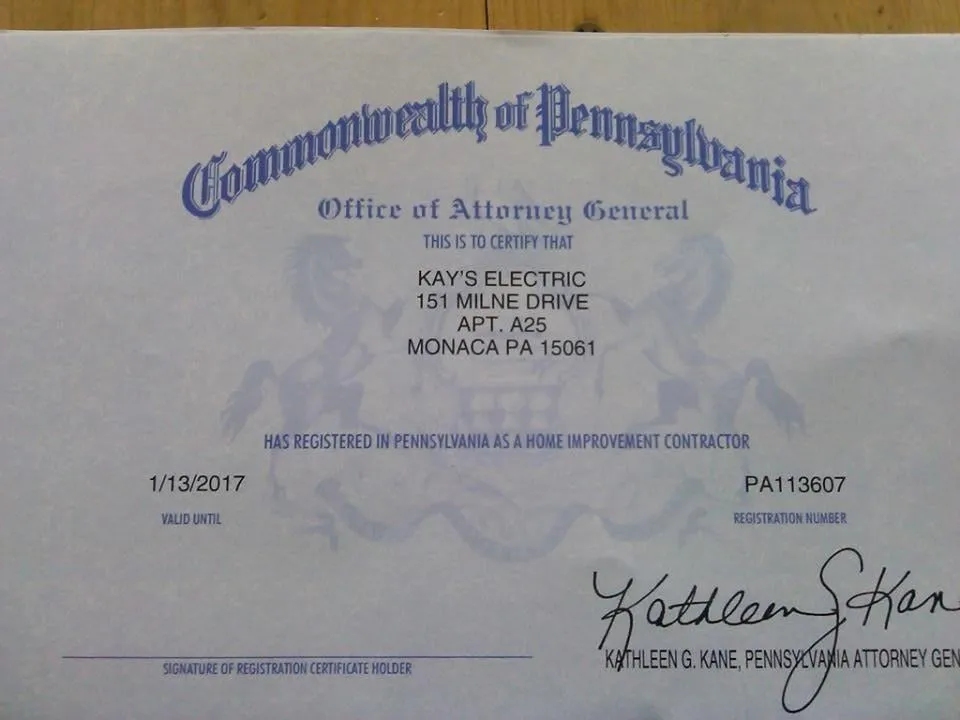 Commonwealth of Pennsylvania
Office of Attorney General
THIS IS TO CERTIFY THAT
KAY'S ELECTRIC
151 MILNE DRIVE
APT. A25
MONACA PA 15061
HAS REGISTERED IN PENNSYLVANIA AS A HOME IMPROVEMENT CONTRACTOR
1/13/2017 PA113607
VALID UNTIL REGISTRATION NUMBER
Kathleen G. Kan
KATHLEEN G. KANE, PENNSYLVANIA ATTORNEY GEN
SIGNATURE OF REGISTRATION CERTIFICATE HOLDER